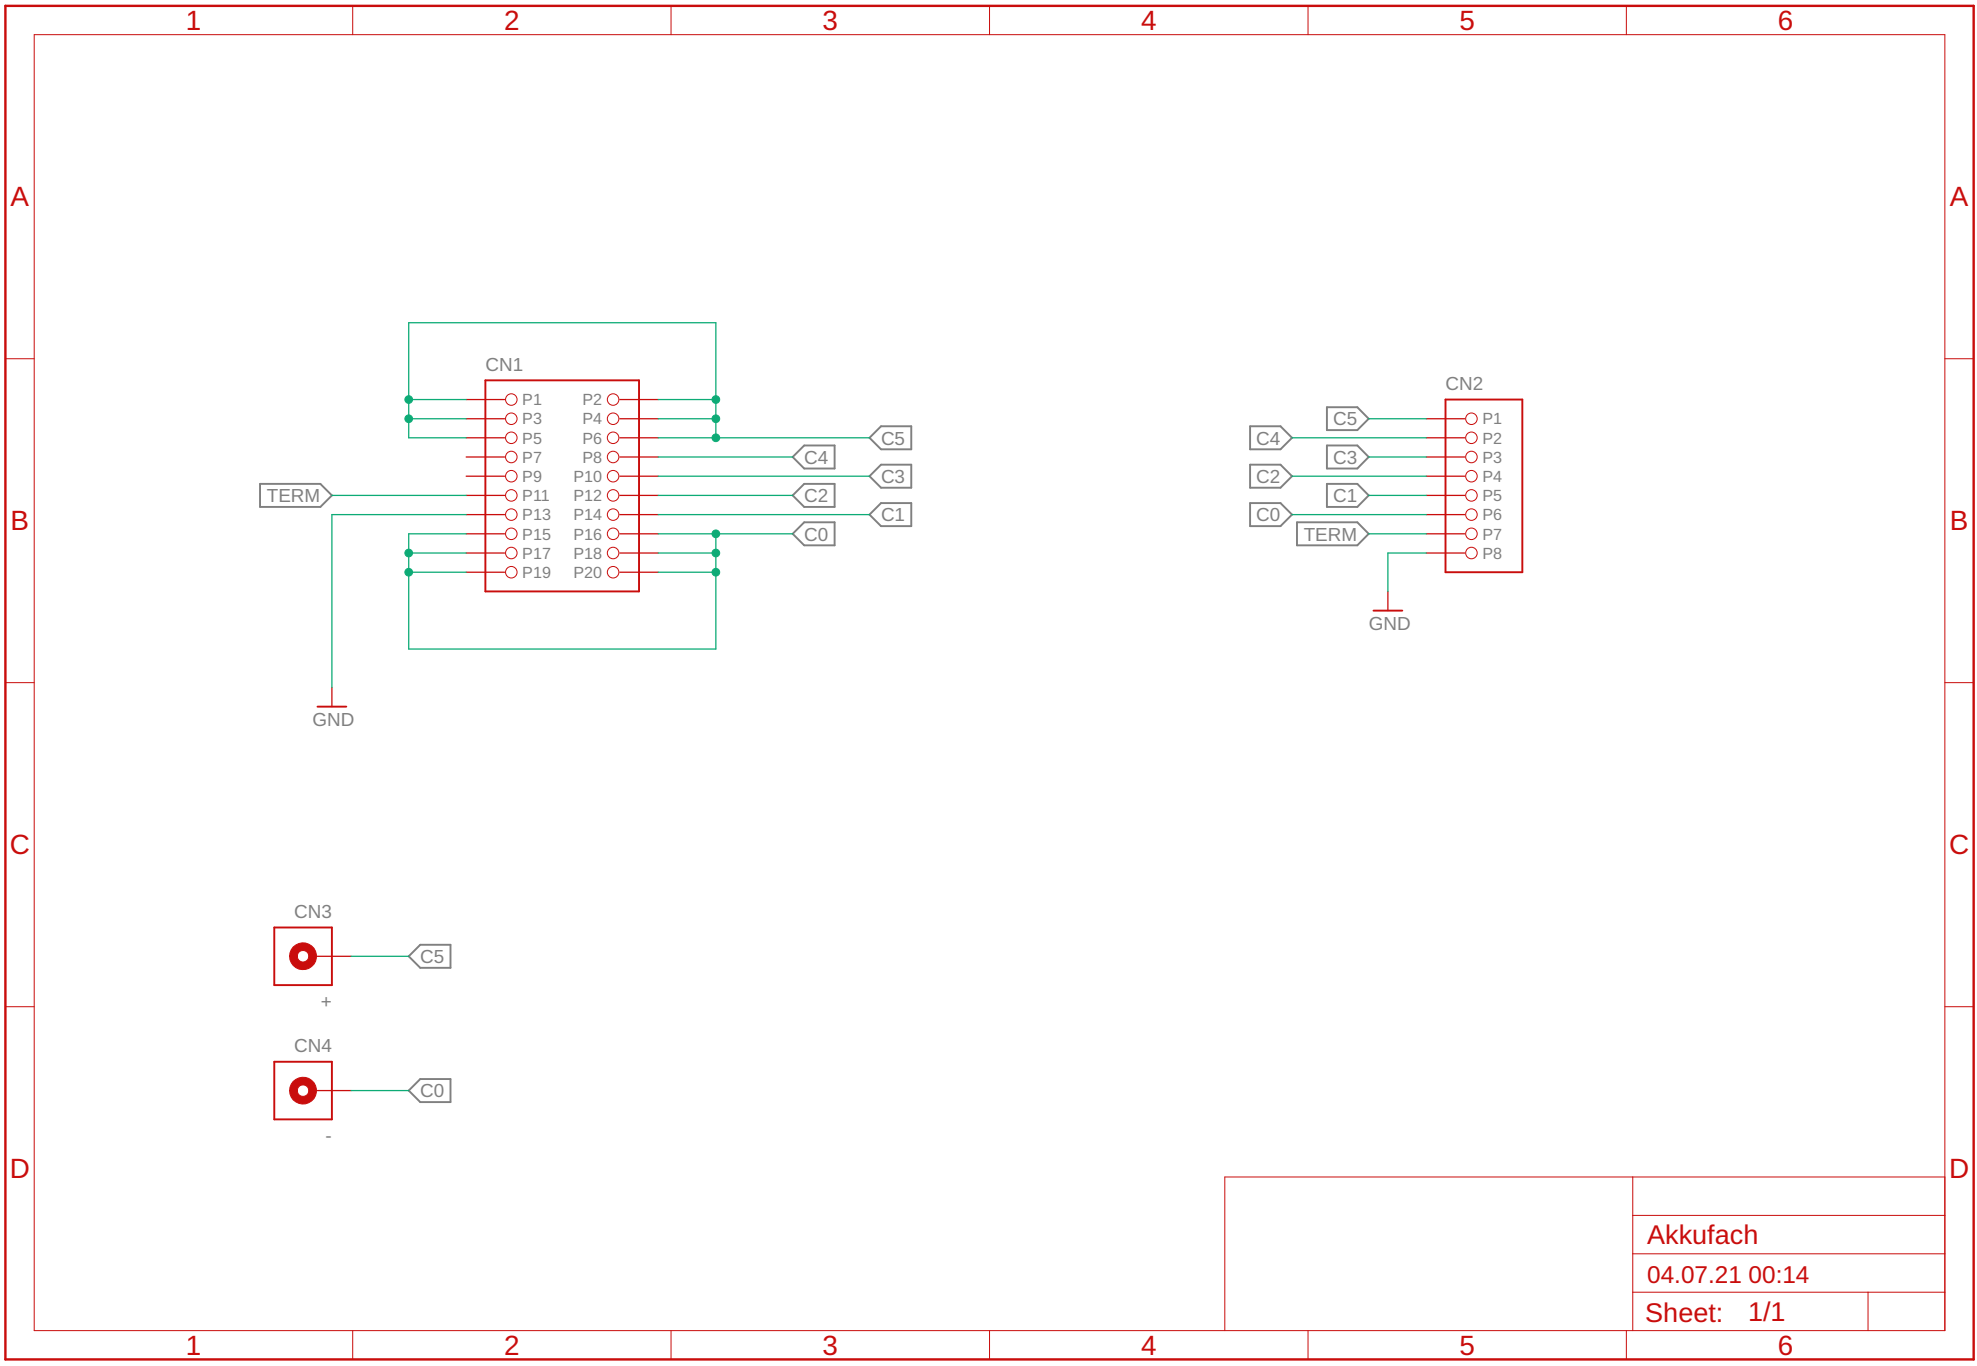 1 2 3 4 5 6
A A
CN1
P1 P2
P3 P4
P5 P6 C5
P7 P8 C4
P9 P10 C3
TERM P11 P12 C2
P13 P14 C1
P15 P16 C0
P17 P18
P19 P20
GND
CN2
C5 P1
C4 P2
C3 P3
C2 P4
C1 P5
C0 P6
TERM P7
P8
GND
B B
C C
CN3
C5
+
CN4
C0
-
D D
Akkufach
04.07.21 00:14
Sheet: 1/1
1 2 3 4 5 6